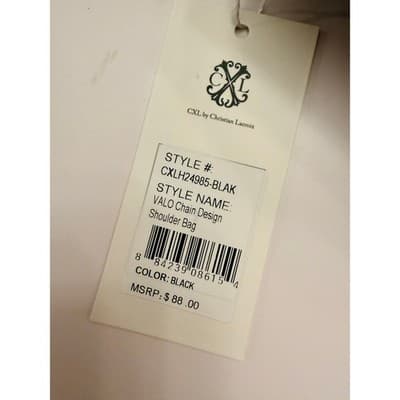 CXL
CXL by Christian Lacroix
STYLE #:
CXLH24985-BLAK
STYLE NAME:
VALO Chain Design
Shoulder Bag
8 84239 08615 4
COLOR: BLACK
MSRP: $ 88.00